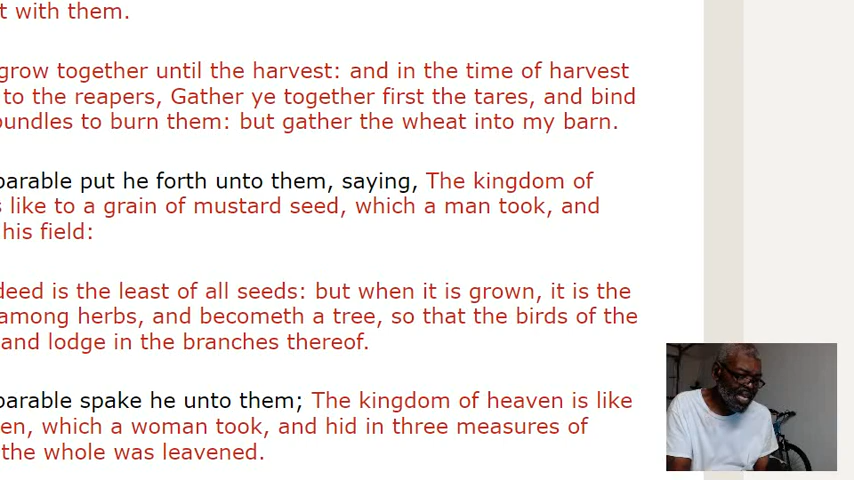 t with them.
grow together until the harvest: and in the time of harvest
to the reapers, Gather ye together first the tares, and bind
bundles to burn them: but gather the wheat into my barn.
parable put he forth unto them, saying, The kingdom of
s like to a grain of mustard seed, which a man took, and
his field:
deed is the least of all seeds: but when it is grown, it is the
among herbs, and becometh a tree, so that the birds of the
and lodge in the branches thereof.
parable spake he unto them; The kingdom of heaven is like
en, which a woman took, and hid in three measures of
the whole was leavened.